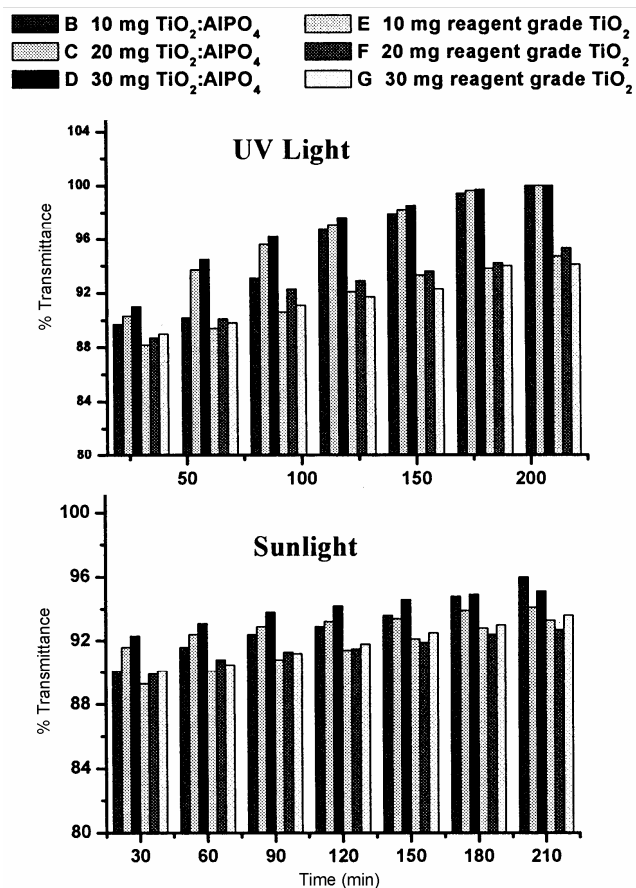 B 10 mg TiO₂:AlPO₄ E 10 mg reagent grade TiO₂
C 20 mg TiO₂:AlPO₄ F 20 mg reagent grade TiO₂
D 30 mg TiO₂:AlPO₄ G 30 mg reagent grade TiO₂
UV Light
% Transmittance
104
100
96
92
88
84
80
50 100 150 200
Sunlight
% Transmittance
100
96
92
88
84
80
30 60 90 120 150 180 210
Time (min)